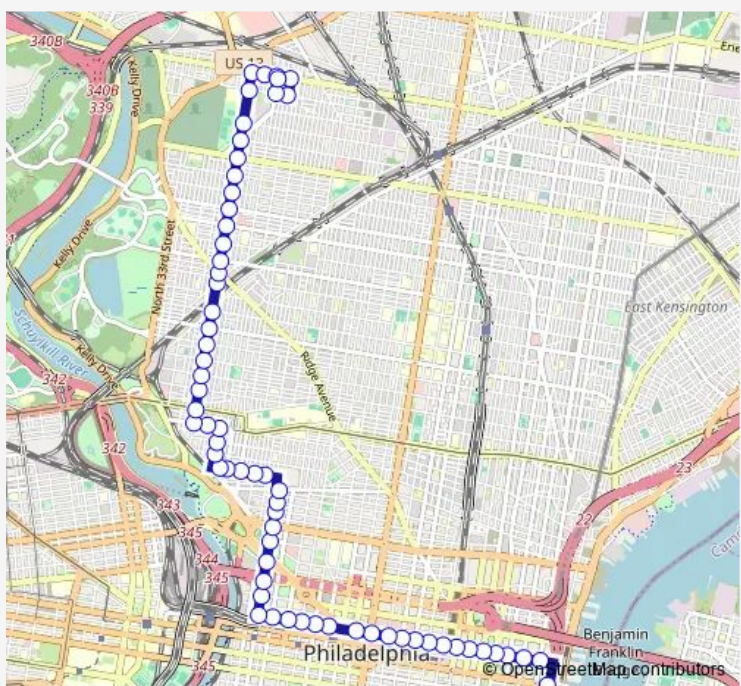 340B
US 13
Ene
340B
339
Kelly Drive
Kelly Drive
North 33rd Street
East Kensington
Schuylkill River
Kelly Drive
342
Ridge Avenue
342
23
343
22
345
344
345
Benjamin
Franklin
Philadelphia
© OpenStreetMap contributors
345